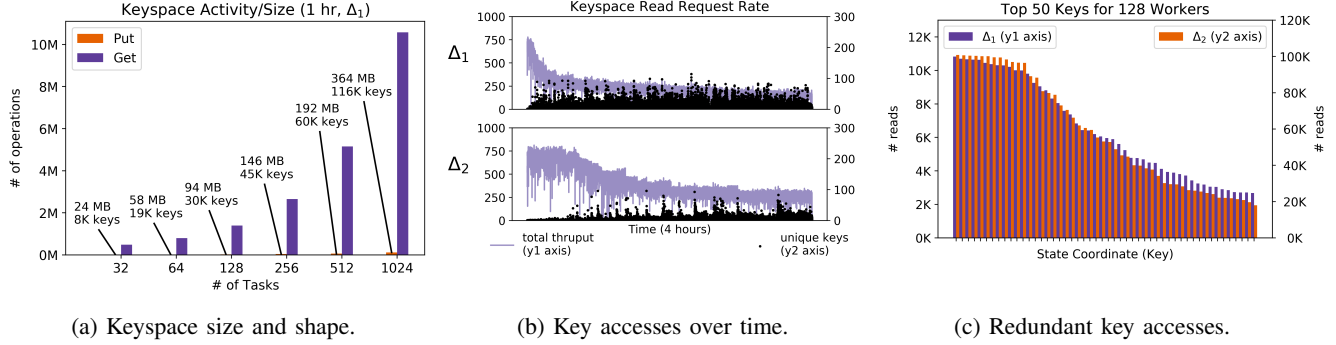 Keyspace Activity/Size (1 hr, Δ1)
# of operations
10M
8M
6M
4M
2M
0M
Put
Get
24 MB
8K keys
58 MB
19K keys
94 MB
30K keys
146 MB
45K keys
192 MB
60K keys
364 MB
116K keys
32 64 128 256 512 1024
# of Tasks
(a) Keyspace size and shape.
Keyspace Read Request Rate
Δ1
1000
750
500
250
0
300
200
100
0
Δ2
1000
750
500
250
0
300
200
100
0
Time (4 hours)
total thruput
(y1 axis)
unique keys
(y2 axis)
(b) Key accesses over time.
Top 50 Keys for 128 Workers
# reads
12K
10K
8K
6K
4K
2K
0K
Δ1 (y1 axis)
Δ2 (y2 axis)
120K
100K
80K
60K
40K
20K
0K
# reads
State Coordinate (Key)
(c) Redundant key accesses.